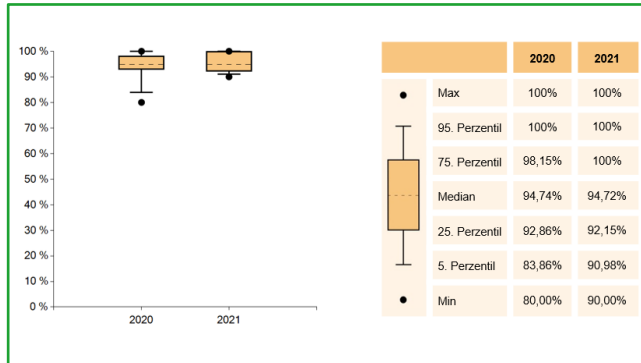 100 %
90 %
80 %
70 %
60 %
50 %
40 %
30 %
20 %
10 %
0 %
2020 2021
2020 2021
Max 100% 100%
95. Perzentil 100% 100%
75. Perzentil 98,15% 100%
Median 94,74% 94,72%
25. Perzentil 92,86% 92,15%
5. Perzentil 83,86% 90,98%
Min 80,00% 90,00%